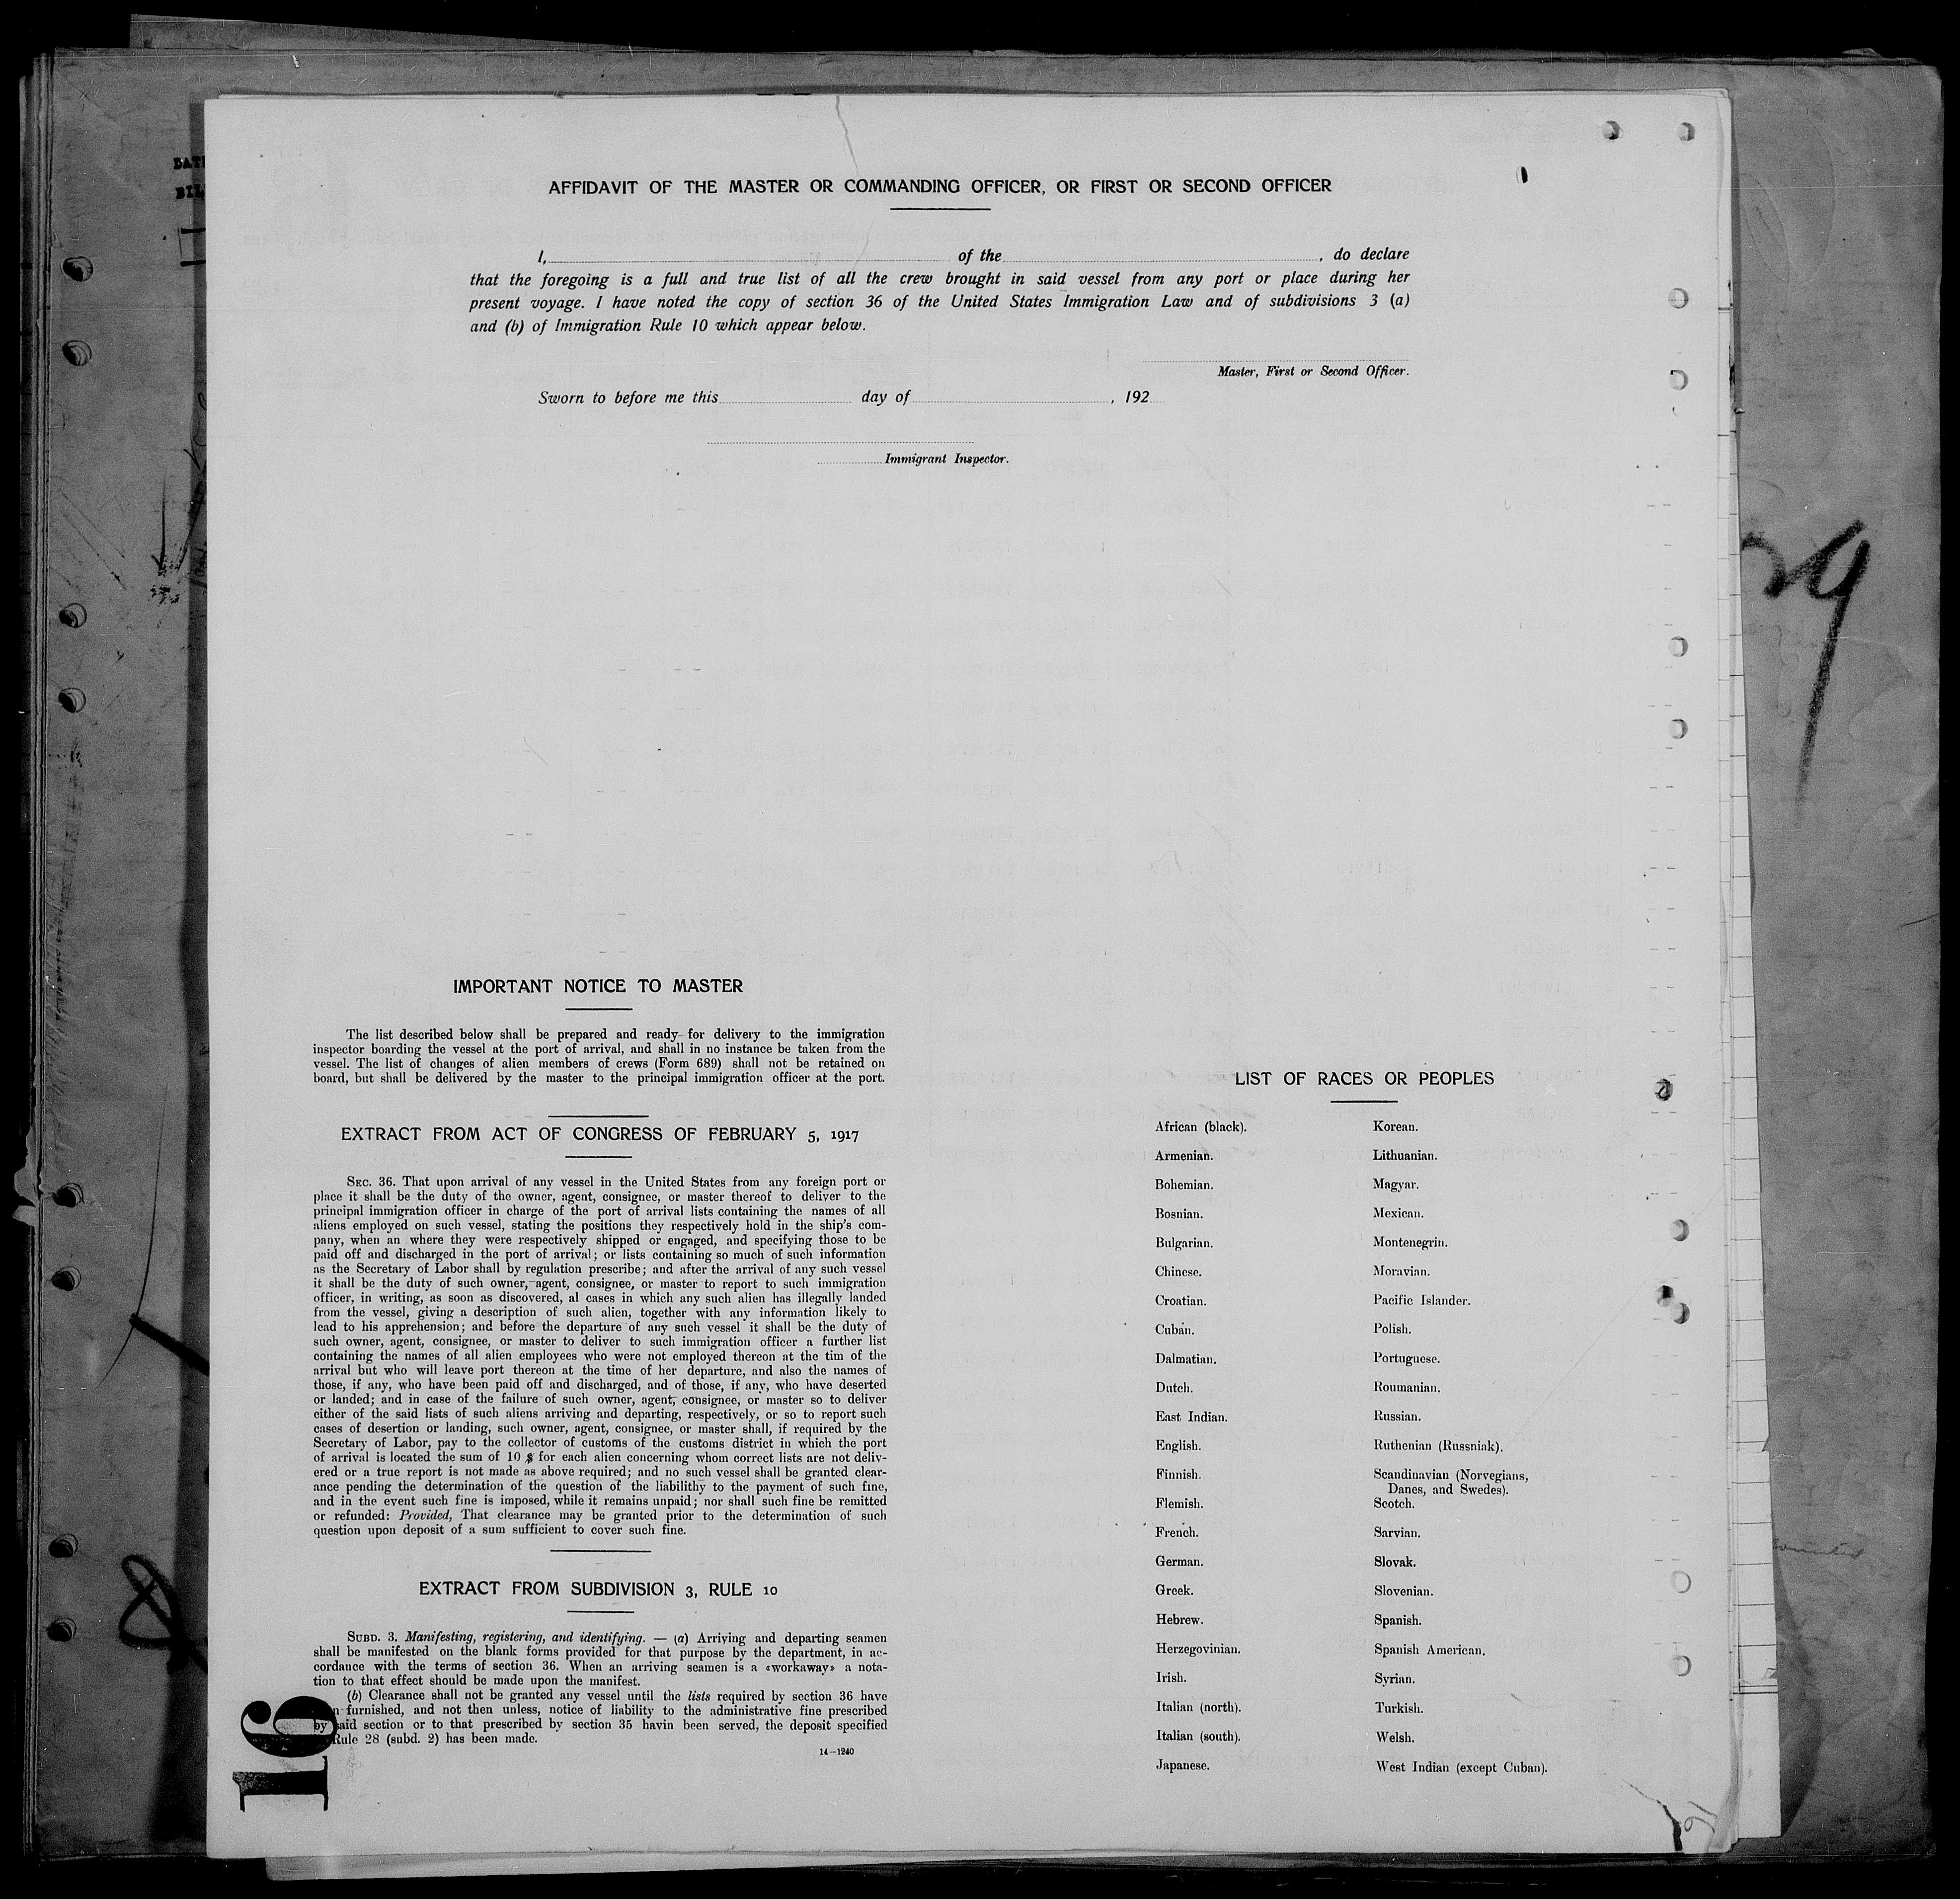 AFFIDAVIT OF THE MASTER OR COMMANDING OFFICER, OR FIRST OR SECOND OFFICER
I, of the , do declare
that the foregoing is a full and true list of all the crew brought in said vessel from any port or place during her
present voyage. I have noted the copy of section 36 of the United States Immigration Law and of subdivisions 3 (a)
and (b) of Immigration Rule 10 which appear below.
Master, First or Second Officer.
Sworn to before me this day of , 192
Immigrant Inspector.
29
IMPORTANT NOTICE TO MASTER
The list described below shall be prepared and ready for delivery to the immigration
inspector boarding the vessel at the port of arrival, and shall in no instance be taken from the
vessel. The list of changes of alien members of crews (Form 689) shall not be retained on
board, but shall be delivered by the master to the principal immigration officer at the port.
EXTRACT FROM ACT OF CONGRESS OF FEBRUARY 5, 1917
SEC. 36. That upon arrival of any vessel in the United States from any foreign port or
place it shall be the duty of the owner, agent, consignee, or master thereof to deliver to the
principal immigration officer in charge of the port of arrival lists containing the names of all
aliens employed on such vessel, stating the positions they respectively hold in the ship's com-
pany, when an where they were respectively shipped or engaged, and specifying those to be
paid off and discharged in the port of arrival; or lists containing so much of such information
as the Secretary of Labor shall by regulation prescribe; and after the arrival of any such vessel
it shall be the duty of such owner, agent, consignee, or master to report to such immigration
officer, in writing, as soon as discovered, al cases in which any such alien has illegally landed
from the vessel, giving a description of such alien, together with any information likely to
lead to his apprehension; and before the departure of any such vessel it shall be the duty of
such owner, agent, consignee, or master to deliver to such immigration officer a further list
containing the names of all alien employees who were not employed thereon at the tim of the
arrival but who will leave port thereon at the time of her departure, and also the names of
those, if any, who have been paid off and discharged, and of those, if any, who have deserted
or landed; and in case of the failure of such owner, agent, consignee, or master so to deliver
either of the said lists of such aliens arriving and departing, respectively, or so to report such
cases of desertion or landing, such owner, agent, consignee, or master shall, if required by the
Secretary of Labor, pay to the collector of customs of the customs district in which the port
of arrival is located the sum of 10 $ for each alien concerning whom correct lists are not deliv-
ered or a true report is not made as above required; and no such vessel shall be granted clear-
ance pending the determination of the question of the liabilithy to the payment of such fine,
and in the event such fine is imposed, while it remains unpaid; nor shall such fine be remitted
or refunded: Provided, That clearance may be granted prior to the determination of such
question upon deposit of a sum sufficient to cover such fine.
EXTRACT FROM SUBDIVISION 3, RULE 10
SUBD. 3. Manifesting, registering, and identifying. — (a) Arriving and departing seamen
shall be manifested on the blank forms provided for that purpose by the department, in ac-
cordance with the terms of section 36. When an arriving seamen is a «workaway» a nota-
tion to that effect should be made upon the manifest.
(b) Clearance shall not be granted any vessel until the lists required by section 36 have
furnished, and not then unless, notice of liability to the administrative fine prescribed
by said section or to that prescribed by section 35 havin been served, the deposit specified
Rule 28 (subd. 2) has been made.
14—1240
16
LIST OF RACES OR PEOPLES
African (black).
Armenian.
Bohemian.
Bosnian.
Bulgarian.
Chinese.
Croatian.
Cuban.
Dalmatian.
Dutch.
East Indian.
English.
Finnish.
Flemish.
French.
German.
Greek.
Hebrew.
Herzegovinian.
Irish.
Italian (north).
Italian (south).
Japanese.
Korean.
Lithuanian.
Magyar.
Mexican.
Montenegrin.
Moravian.
Pacific Islander.
Polish.
Portuguese.
Roumanian.
Russian.
Ruthenian (Russniak).
Scandinavian (Norvegians,
Danes, and Swedes).
Scotch.
Sarvian.
Slovak.
Slovenian.
Spanish.
Spanish American.
Syrian.
Turkish.
Welsh.
West Indian (except Cuban).
16